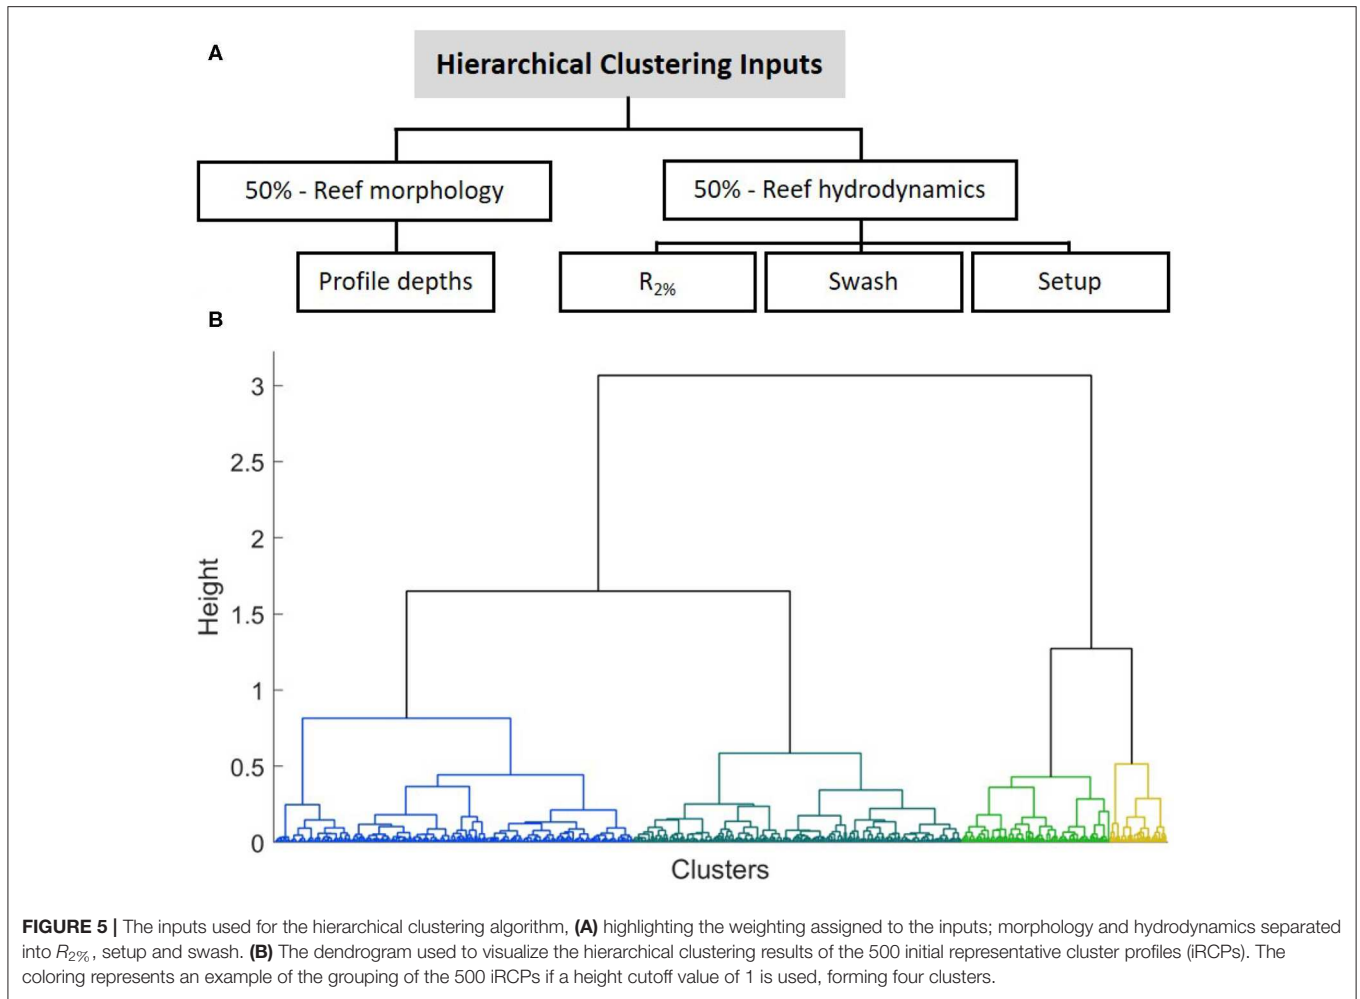 A
Hierarchical Clustering Inputs
50% - Reef morphology
50% - Reef hydrodynamics
Profile depths
R2%
Swash
Setup
B
3
2.5
2
1.5
1
0.5
0
Height
Clusters
FIGURE 5 | The inputs used for the hierarchical clustering algorithm, (A) highlighting the weighting assigned to the inputs; morphology and hydrodynamics separated
into R2%, setup and swash. (B) The dendrogram used to visualize the hierarchical clustering results of the 500 initial representative cluster profiles (iRCPs). The
coloring represents an example of the grouping of the 500 iRCPs if a height cutoff value of 1 is used, forming four clusters.